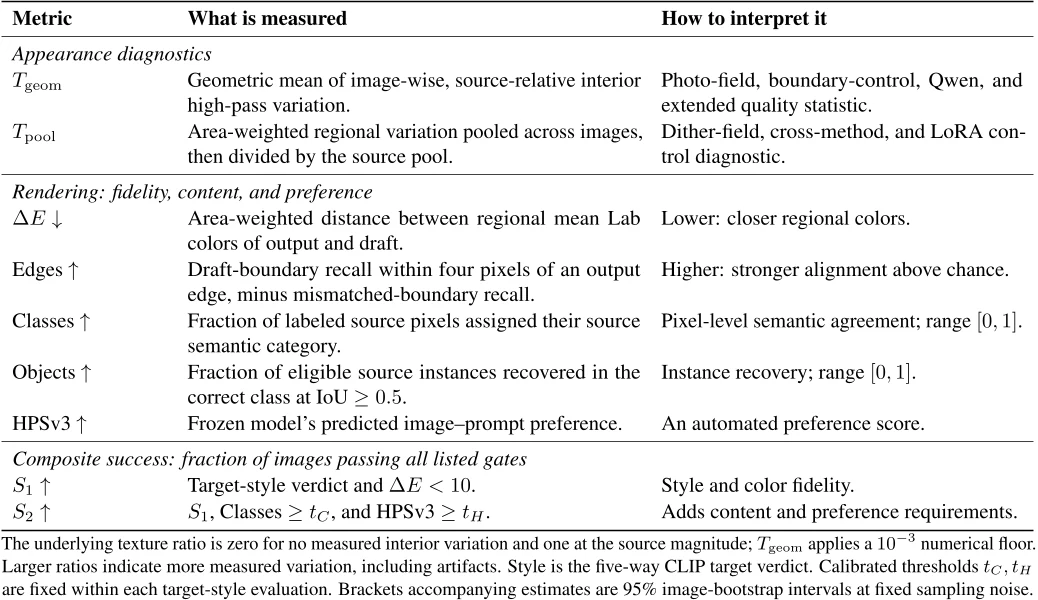 Metric What is measured How to interpret it
Appearance diagnostics
T_geom Geometric mean of image-wise, source-relative interior Photo-field, boundary-control, Qwen, and
high-pass variation. extended quality statistic.
T_pool Area-weighted regional variation pooled across images, Dither-field, cross-method, and LoRA con-
then divided by the source pool. trol diagnostic.
Rendering: fidelity, content, and preference
ΔE ↓ Area-weighted distance between regional mean Lab Lower: closer regional colors.
colors of output and draft.
Edges ↑ Draft-boundary recall within four pixels of an output Higher: stronger alignment above chance.
edge, minus mismatched-boundary recall.
Classes ↑ Fraction of labeled source pixels assigned their source Pixel-level semantic agreement; range [0, 1].
semantic category.
Objects ↑ Fraction of eligible source instances recovered in the Instance recovery; range [0, 1].
correct class at IoU ≥ 0.5.
HPSv3 ↑ Frozen model's predicted image–prompt preference. An automated preference score.
Composite success: fraction of images passing all listed gates
S₁ ↑ Target-style verdict and ΔE < 10. Style and color fidelity.
S₂ ↑ S₁, Classes ≥ t_C, and HPSv3 ≥ t_H. Adds content and preference requirements.
The underlying texture ratio is zero for no measured interior variation and one at the source magnitude; T_geom applies a 10⁻³ numerical floor.
Larger ratios indicate more measured variation, including artifacts. Style is the five-way CLIP target verdict. Calibrated thresholds t_C, t_H
are fixed within each target-style evaluation. Brackets accompanying estimates are 95% image-bootstrap intervals at fixed sampling noise.